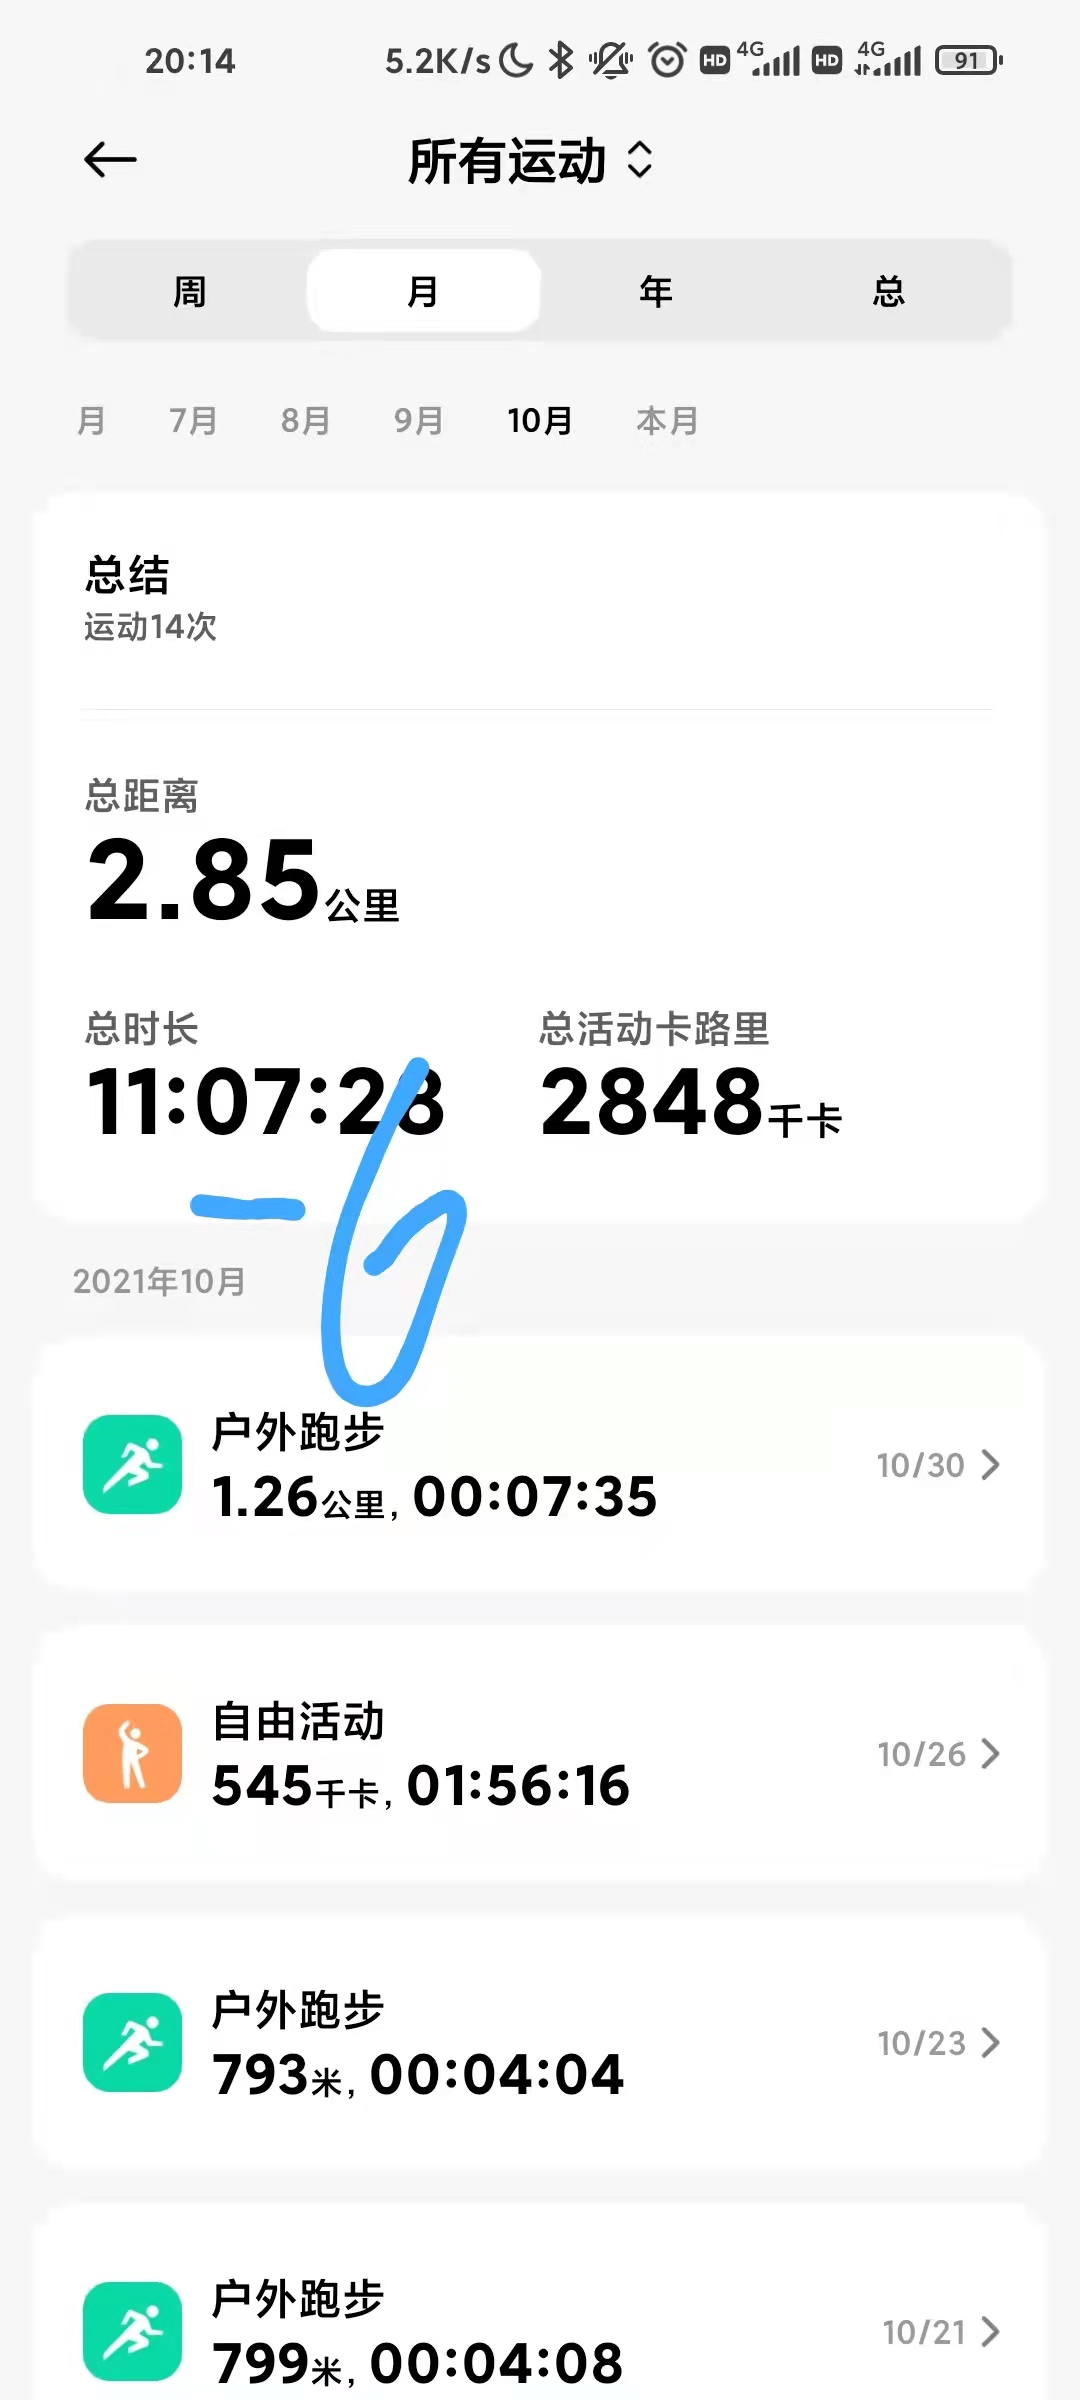 20:14 5.2K/s HD 4G HD 4G 91
所有运动
周 月 年 总
月 7月 8月 9月 10月 本月
总结
运动14次
总距离
2.85公里
总时长 总活动卡路里
11:07:28 2848千卡
-6
2021年10月
户外跑步
1.26公里, 00:07:35
10/30
自由活动
545千卡, 01:56:16
10/26
户外跑步
793米, 00:04:04
10/23
户外跑步
799米, 00:04:08
10/21